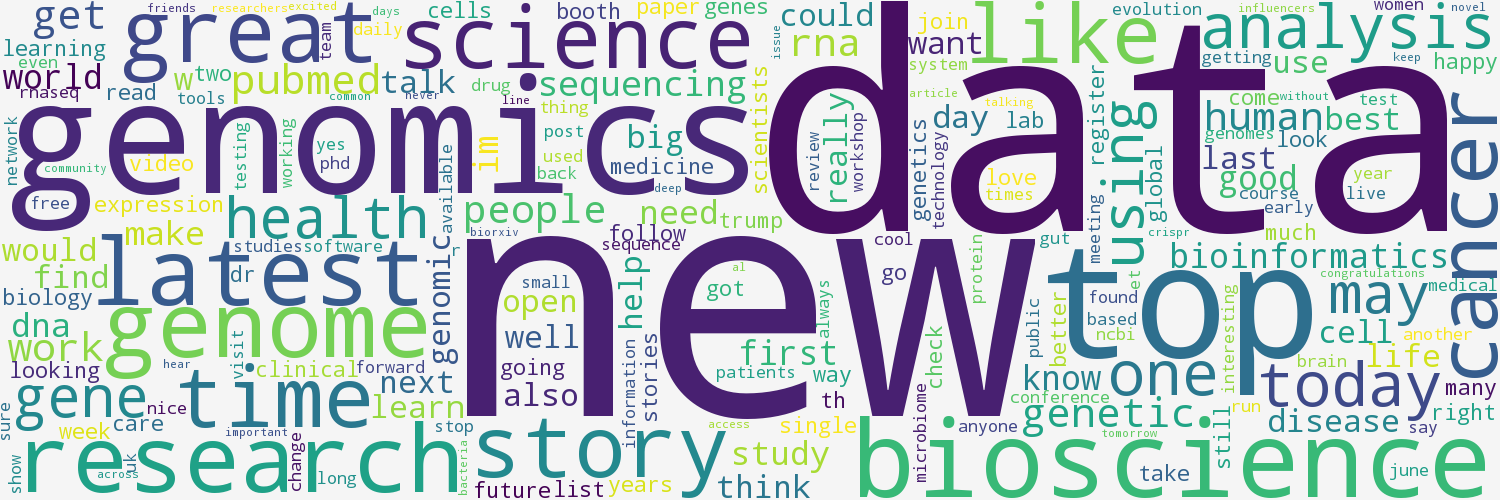 friends researchers excited days
cells booth paper genes could join evolution influencers women novel
get great team daily science issue want like analysis
learning even world rnaseq read w two tools pubmed common talk never drug line sequencing rna system getting use keep happy
article talking come without test
genomics data
thing post used back big medicine deep scientists review really workshop genetics technology day lab love times register using global human best genomes look last good course early year live
network community free video testing working yes phd im expression available
health people biorxiv need trump follow sequence much crispr meeting
would make find biology latest studies software dr r genomic cool go protein gut et bioinformatics cancer
new top
small open well going also help al got always first patients way check th public better found based ncbi interesting congratulations may medical cell another brain life
dna work looking genome visit clinical forward hear
gene time next learn nice care week sure stop information stories microbiome anyone know conference one genetic run today many disease right say
important access single tomorrow still
research show uk across change long bacteria story study think future list years bioscience take june